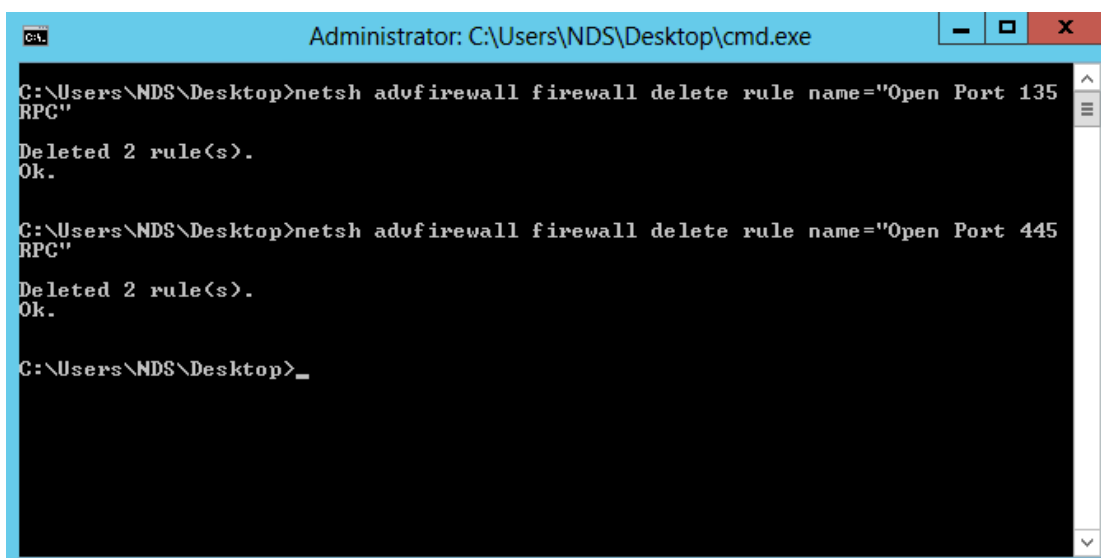 Administrator: C:\Users\NDS\Desktop\cmd.exe
C:\Users\NDS\Desktop>netsh advfirewall firewall delete rule name="Open Port 135
RPC"
Deleted 2 rule(s).
Ok.
C:\Users\NDS\Desktop>netsh advfirewall firewall delete rule name="Open Port 445
RPC"
Deleted 2 rule(s).
Ok.
C:\Users\NDS\Desktop>_